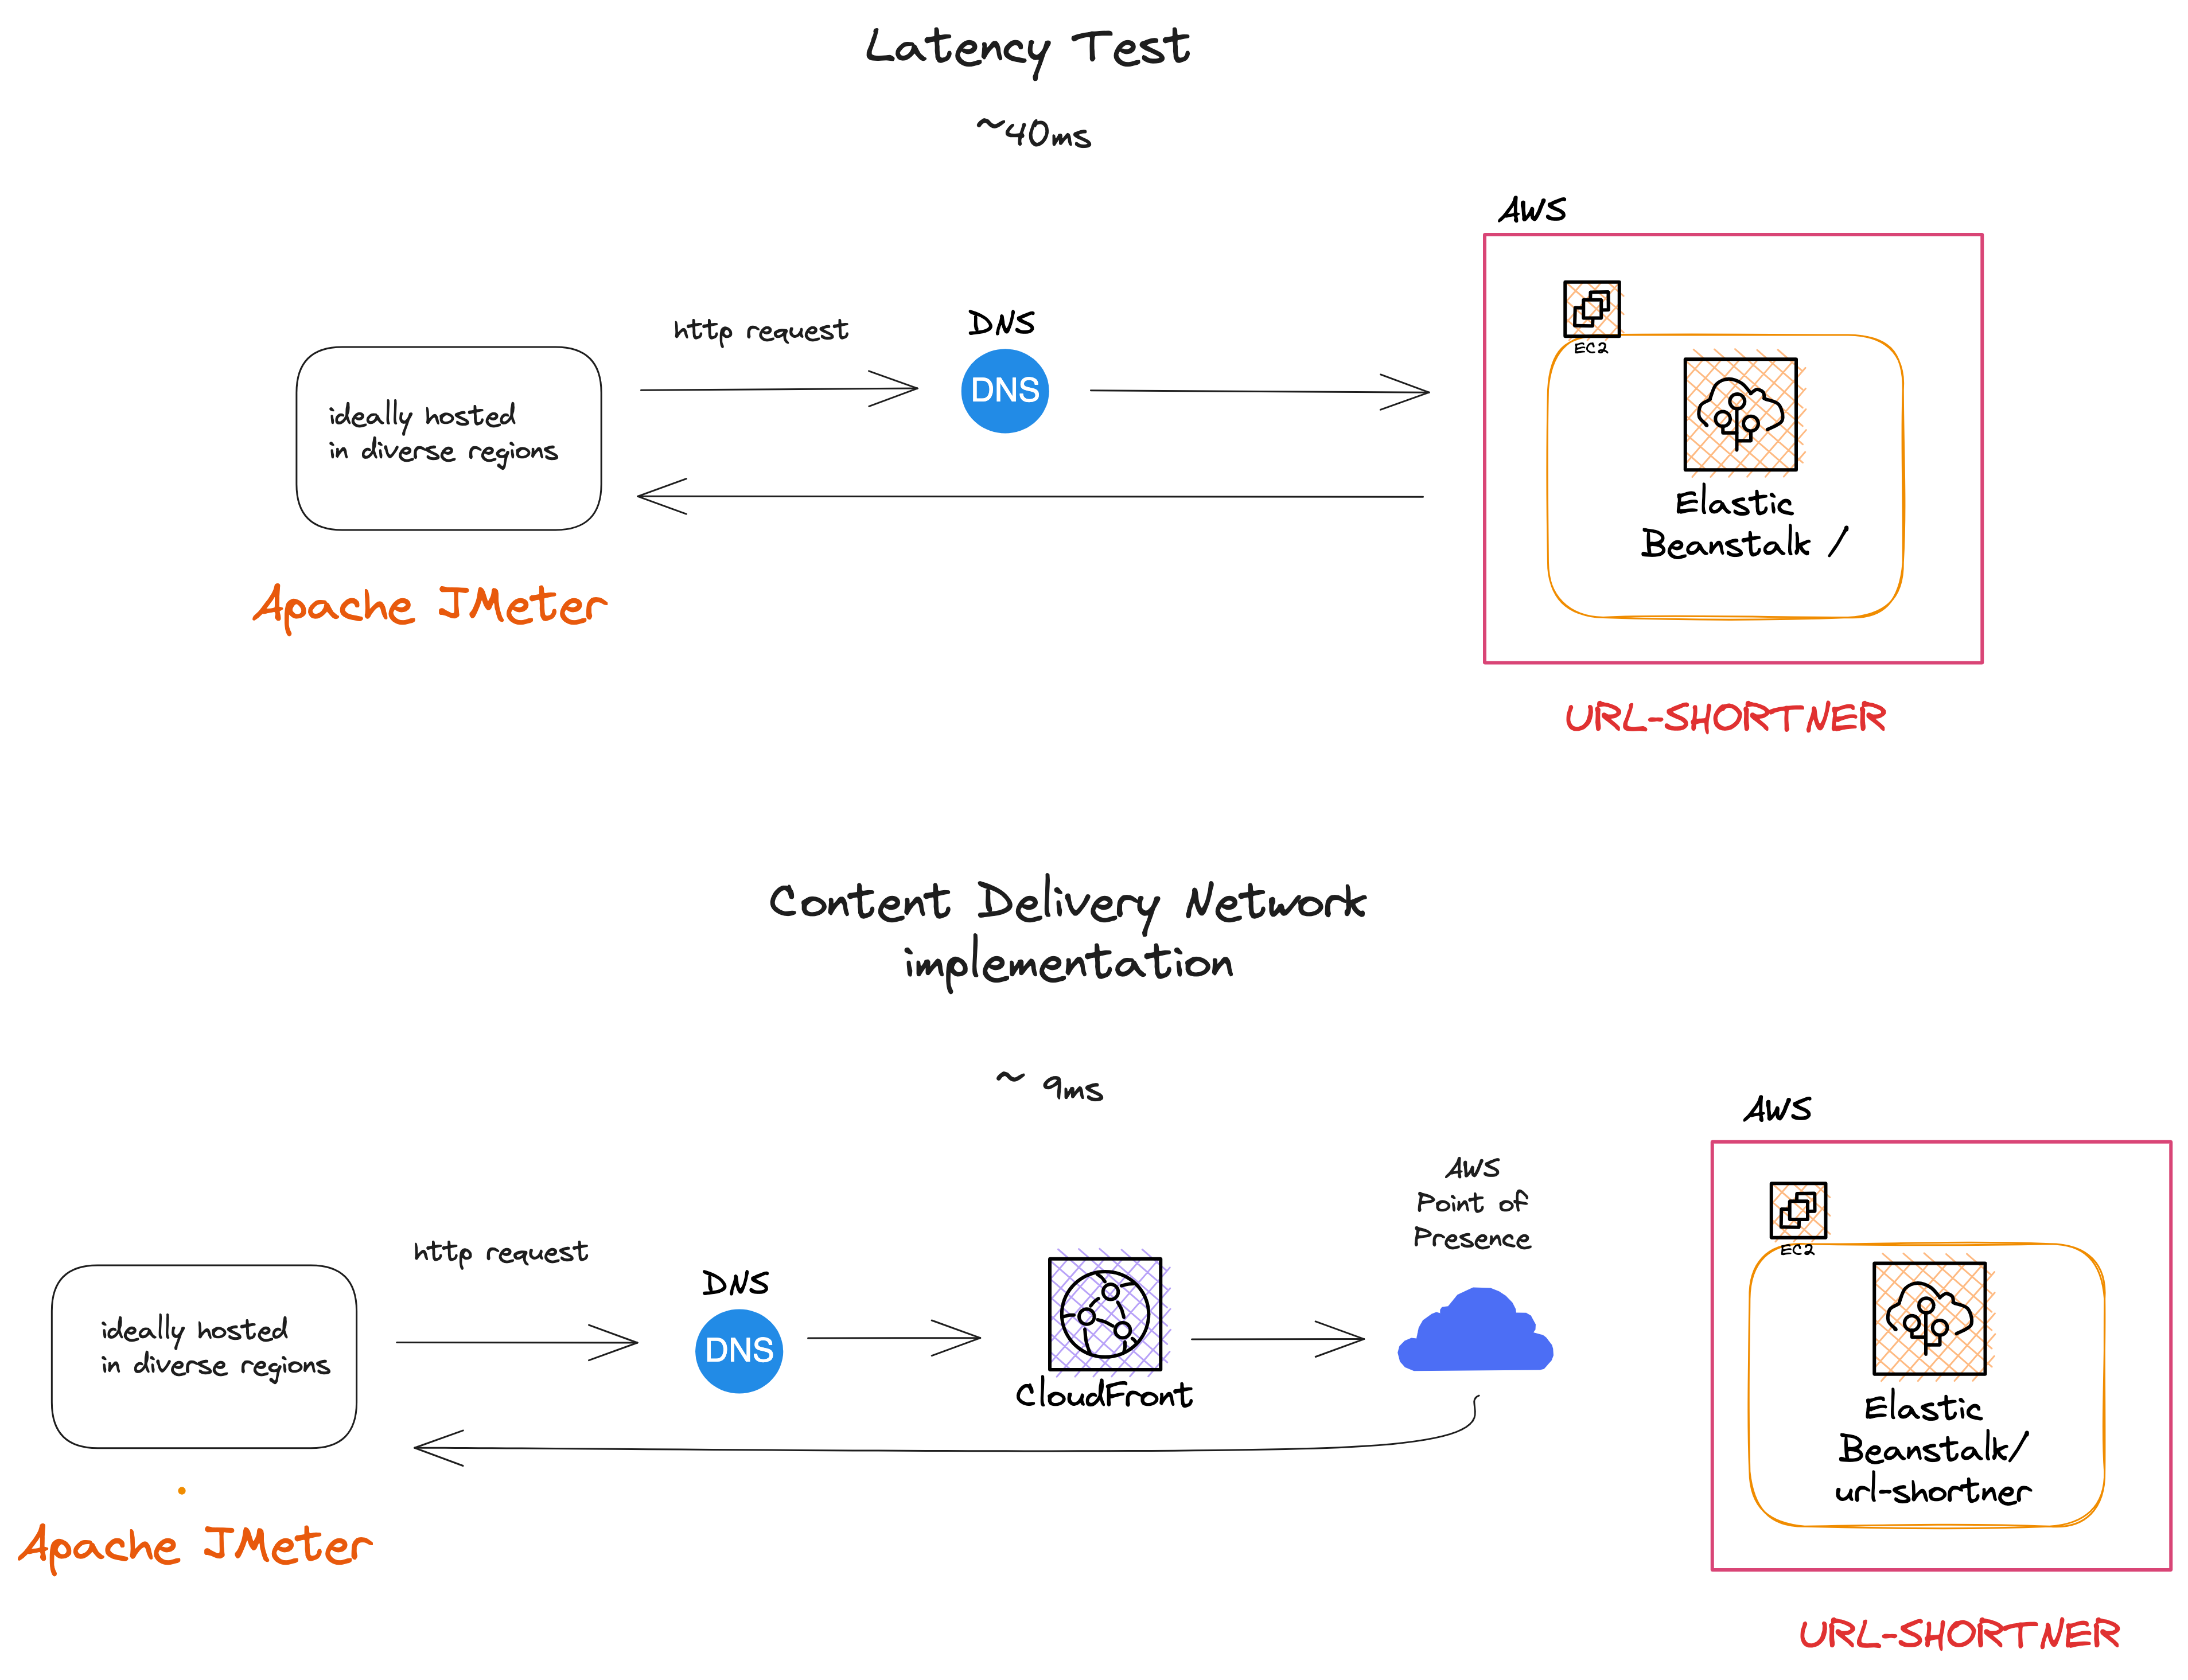 Latency Test
~40ms
AWS
http request
DNS
DNS
EC2
ideally hosted
in diverse regions
Elastic
Beanstalk /
Apache JMeter
URL-SHORTNER
Content Delivery Network
implementation
~ 9ms
AWS
AWS
Point of
Presence
http request
DNS
DNS
EC2
ideally hosted
in diverse regions
CloudFront
Elastic
Beanstalk/
url-shortner
Apache JMeter
URL-SHORTNER